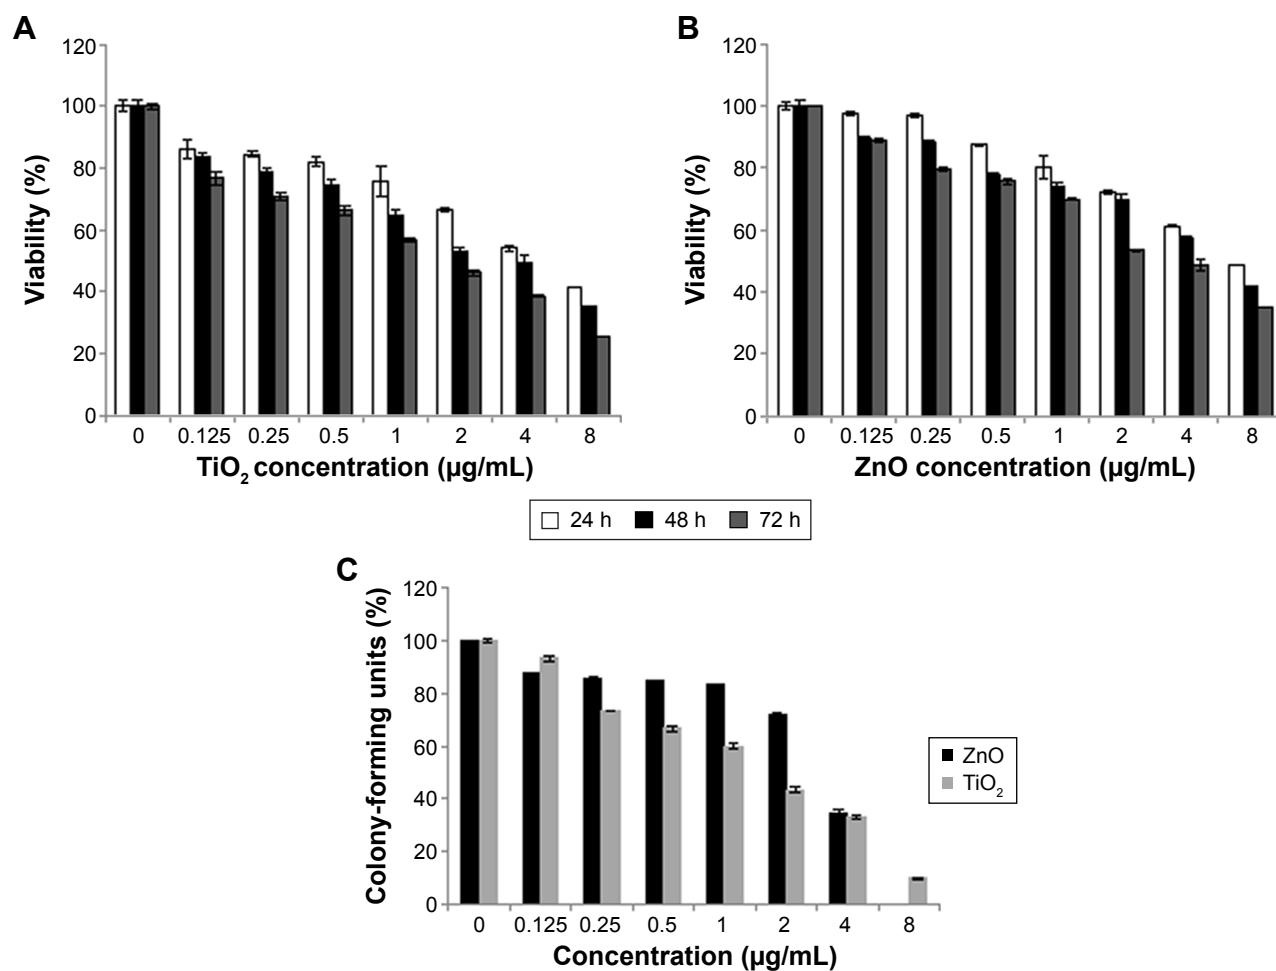 A
120
100
80
60
40
20
0
Viability (%)
0 0.125 0.25 0.5 1 2 4 8
TiO₂ concentration (µg/mL)
B
120
100
80
60
40
20
0
Viability (%)
0 0.125 0.25 0.5 1 2 4 8
ZnO concentration (µg/mL)
24 h 48 h 72 h
C
120
100
80
60
40
20
0
Colony-forming units (%)
0 0.125 0.25 0.5 1 2 4 8
Concentration (µg/mL)
ZnO
TiO₂